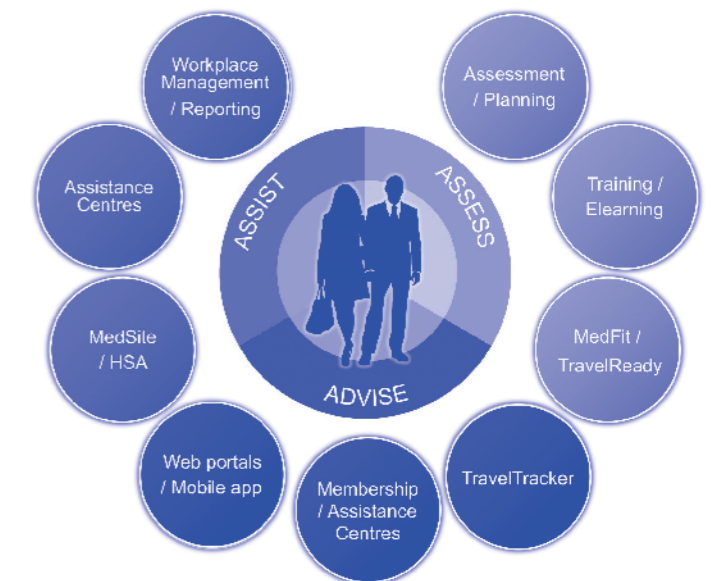 Workplace
Management
/ Reporting
Assessment
/ Planning
Assistance
Centres
Training /
Elearning
ASSIST
ASSESS
ADVISE
MedSite
/ HSA
MedFit /
TravelReady
Web portals
/ Mobile app
Membership
/ Assistance
Centres
TravelTracker